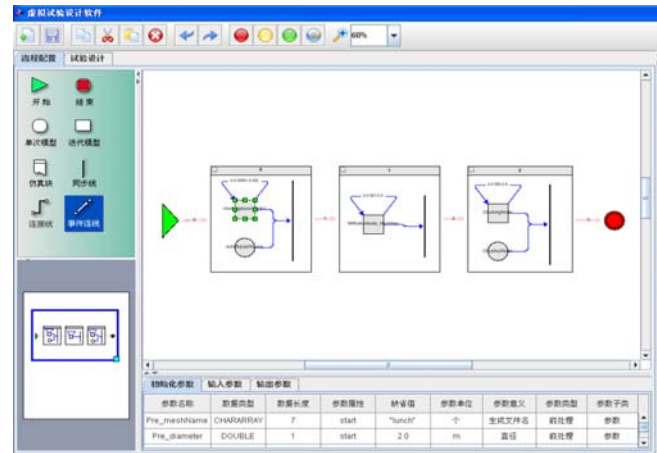 虚拟试验设计软件
60%
流程配置 试验设计
开始 结束
单次模型 迭代模型
仿真块 同步线
连接线 事件连线
初始化参数 输入参数 输出参数
参数名称 数据类型 数据长度 参数属性 缺省值 参数单位 参数意义 参数类型 参数子类
Pre_meshName CHARARRAY 7 start "lunch" 个 生成文件名 前处理 参数
Pre_diameter DOUBLE 1 start 2.0 m 直径 前处理 参数